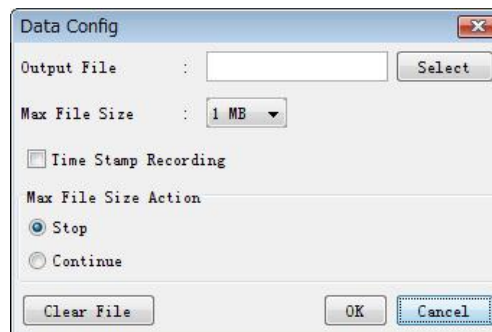 Data Config
Output File : Select
Max File Size : 1 MB
Time Stamp Recording
Max File Size Action
Stop
Continue
Clear File OK Cancel